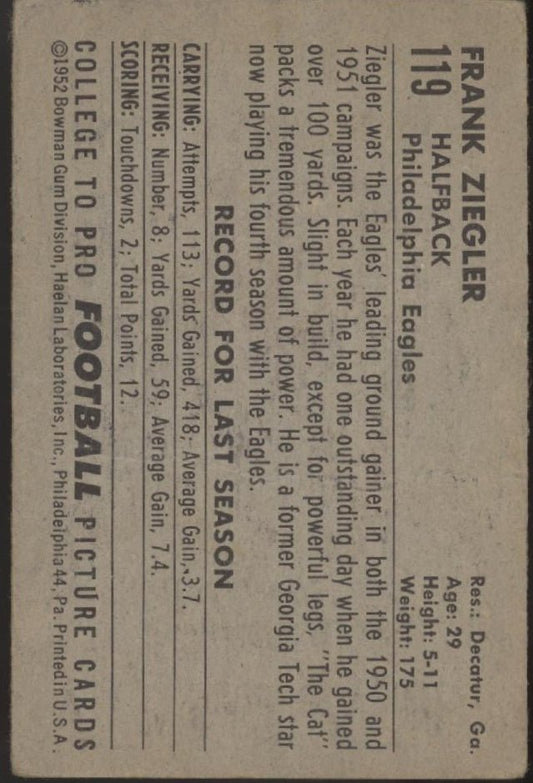 FRANK ZIEGLER
119 HALFBACK
Philadelphia Eagles
Res.: Decatur, Ga.
Age: 29
Height: 5-11
Weight: 175
Ziegler was the Eagles' leading ground gainer in both the 1950 and
1951 campaigns. Each year he had one outstanding day when he gained
over 100 yards. Slight in build, except for powerful legs, "The Cat"
packs a tremendous amount of power. He is a former Georgia Tech star
now playing his fourth season with the Eagles.
RECORD FOR LAST SEASON
CARRYING: Attempts, 113; Yards Gained, 418; Average Gain, 3.7.
RECEIVING: Number, 8; Yards Gained, 59; Average Gain, 7.4.
SCORING: Touchdowns, 2; Total Points, 12.
COLLEGE TO PRO FOOTBALL PICTURE CARDS
©1952 Bowman Gum Division, Haelan Laboratories, Inc., Philadelphia 44, Pa. Printed in U.S.A.